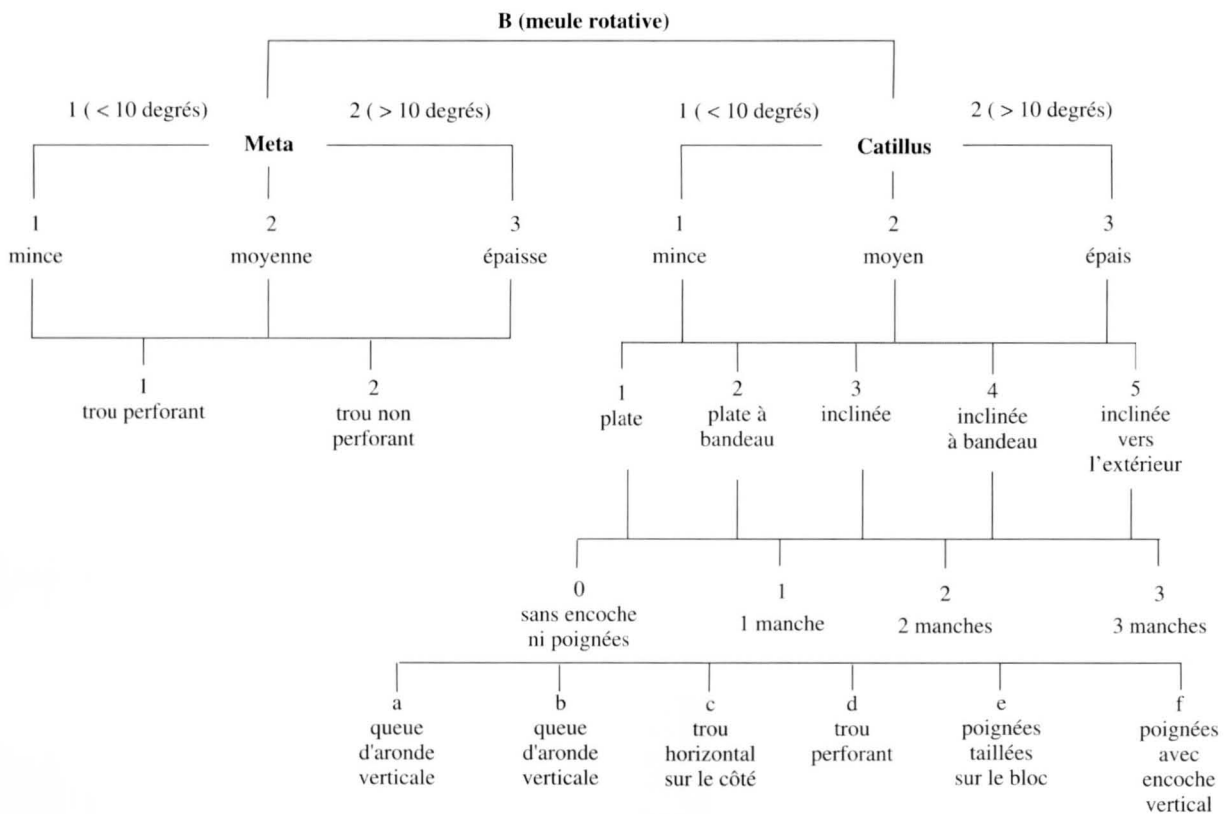 B (meule rotative)
1 ( < 10 degrés)
2 ( > 10 degrés)
1 ( < 10 degrés)
2 ( > 10 degrés)
Meta
Catillus
1
mince
2
moyenne
3
épaisse
1
mince
2
moyen
3
épais
1
trou perforant
2
trou non
perforant
1
plate
2
plate à
bandeau
3
inclinée
4
inclinée
à bandeau
5
inclinée
vers
l'extérieur
0
sans encoche
ni poignées
1
1 manche
2
2 manches
3
3 manches
a
queue
d'aronde
verticale
b
queue
d'aronde
verticale
c
trou
horizontal
sur le côté
d
trou
perforant
e
poignées
taillées
sur le bloc
f
poignées
avec
encoche
vertical